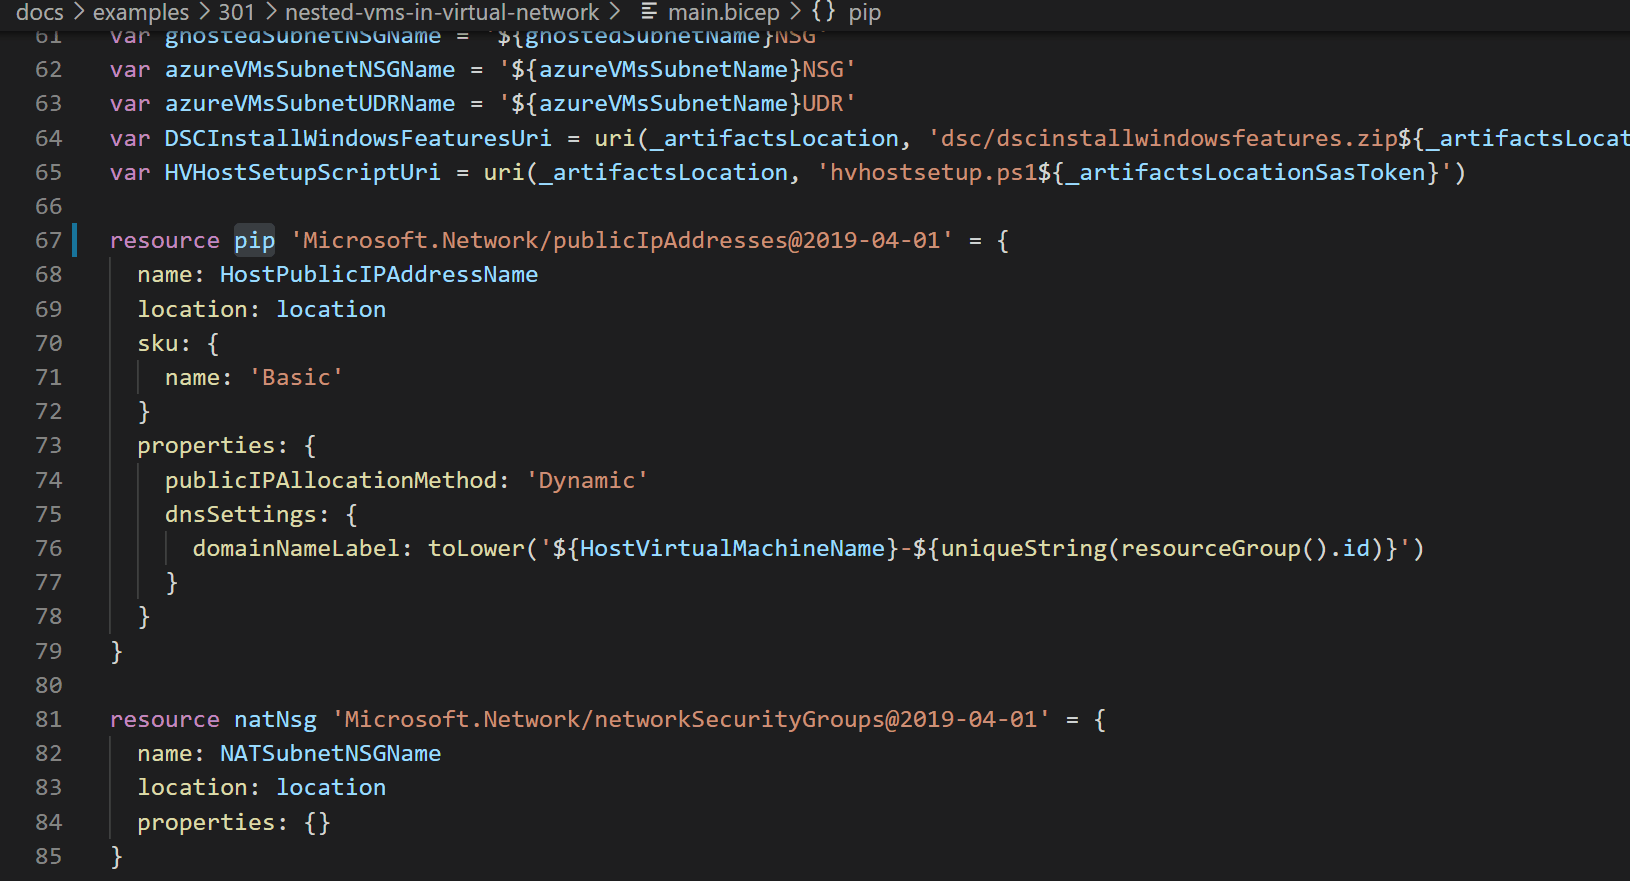 docs > examples > 301 > nested-vms-in-virtual-network > main.bicep > {} pip
61 var ghostedSubnetNSGName = '${ghostedSubnetName}NSG'
62 var azureVMsSubnetNSGName = '${azureVMsSubnetName}NSG'
63 var azureVMsSubnetUDRName = '${azureVMsSubnetName}UDR'
64 var DSCInstallWindowsFeaturesUri = uri(_artifactsLocation, 'dsc/dscinstallwindowsfeatures.zip${_artifactsLocat
65 var HVHostSetupScriptUri = uri(_artifactsLocation, 'hvhostsetup.ps1${_artifactsLocationSasToken}')
66
67 resource pip 'Microsoft.Network/publicIpAddresses@2019-04-01' = {
68 name: HostPublicIPAddressName
69 location: location
70 sku: {
71 name: 'Basic'
72 }
73 properties: {
74 publicIPAllocationMethod: 'Dynamic'
75 dnsSettings: {
76 domainNameLabel: toLower('${HostVirtualMachineName}-${uniqueString(resourceGroup().id)}')
77 }
78 }
79 }
80
81 resource natNsg 'Microsoft.Network/networkSecurityGroups@2019-04-01' = {
82 name: NATSubnetNSGName
83 location: location
84 properties: {}
85 }